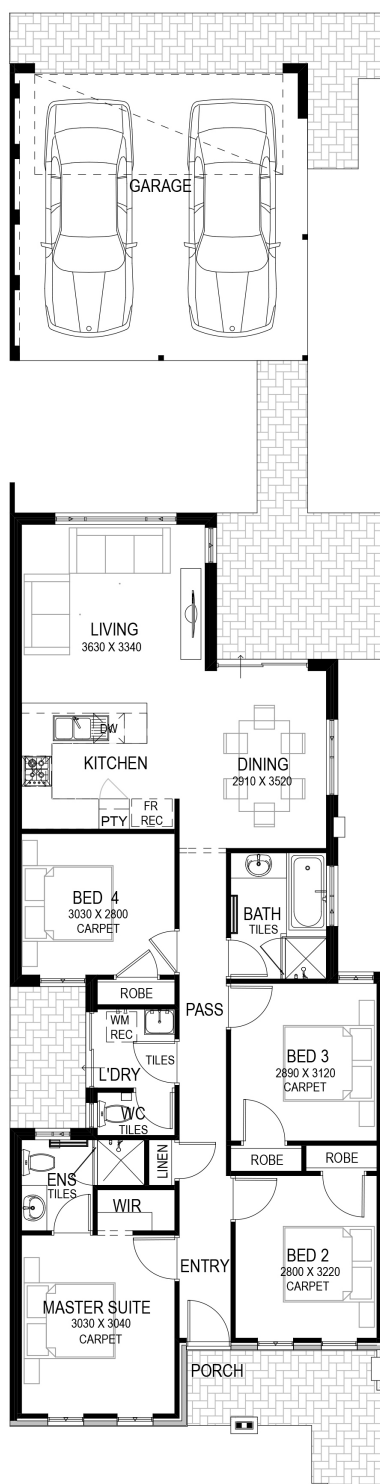 GARAGE
LIVING
3630 X 3340
DW
KITCHEN
DINING
2910 X 3520
PTY
FR
REC
BED 4
3030 X 2800
CARPET
BATH
TILES
ROBE
PASS
WM
REC
TILES
L'DRY
BED 3
2890 X 3120
CARPET
WC
TILES
LINEN
ROBE
ROBE
ENS
TILES
WIR
ENTRY
BED 2
2800 X 3220
CARPET
MASTER SUITE
3030 X 3040
CARPET
PORCH